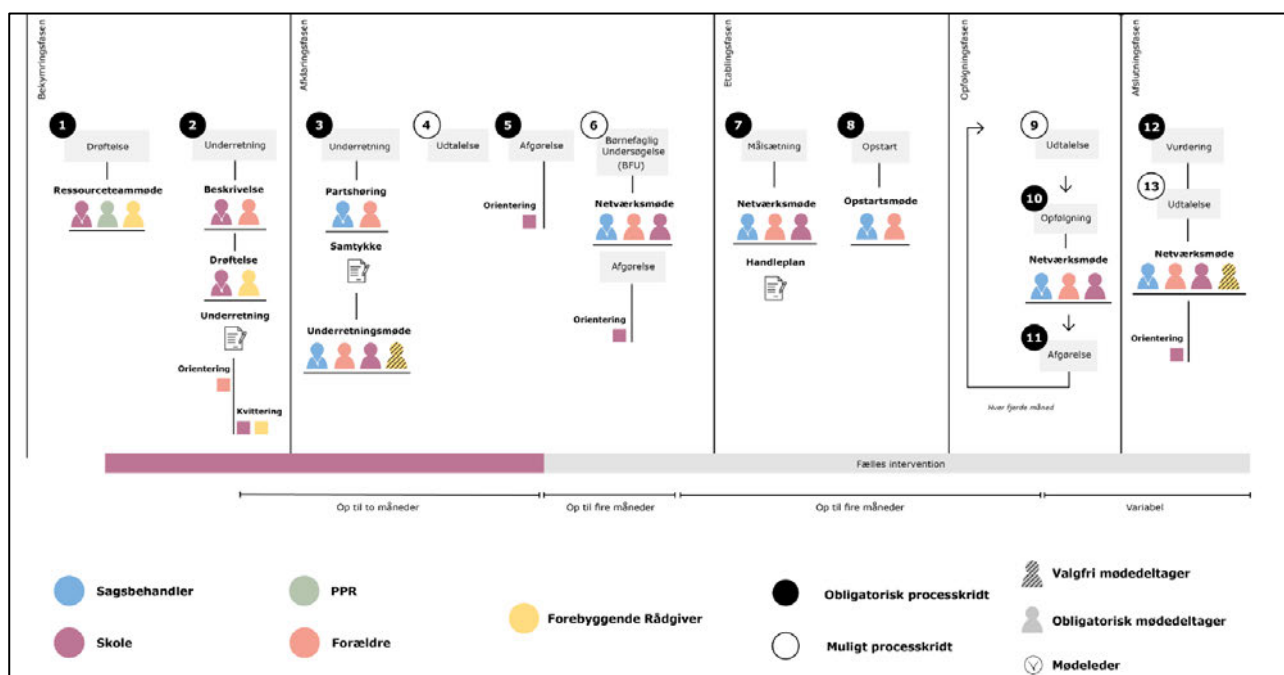 Bekymringsfasen
1
Drøftelse
Ressourceteammøde
2
Underretning
Beskrivelse
Drøftelse
Underretning
Orientering
Kvittering
Afklaringsfasen
3
Underretning
Partshøring
Samtykke
Underretningsmøde
4
Udtalelse
5
Afgørelse
Orientering
6
Børnefaglig
Undersøgelse
(BFU)
Netværksmøde
Afgørelse
Orientering
Etablingsfasen
7
Målsætning
Netværksmøde
Handleplan
8
Opstart
Opstartsmøde
Opfølgningsfasen
9
Udtalelse
10
Opfølgning
Netværksmøde
11
Afgørelse
Hver fjerde måned
Afslutningsfasen
12
Vurdering
13
Udtalelse
Netværksmøde
Orientering
Fælles intervention
Op til to måneder
Op til fire måneder
Op til fire måneder
Variabel
Sagsbehandler
Skole
PPR
Forældre
Forebyggende Rådgiver
Obligatorisk processkridt
Muligt processkridt
Valgfri mødedeltager
Obligatorisk mødedeltager
Mødeleder